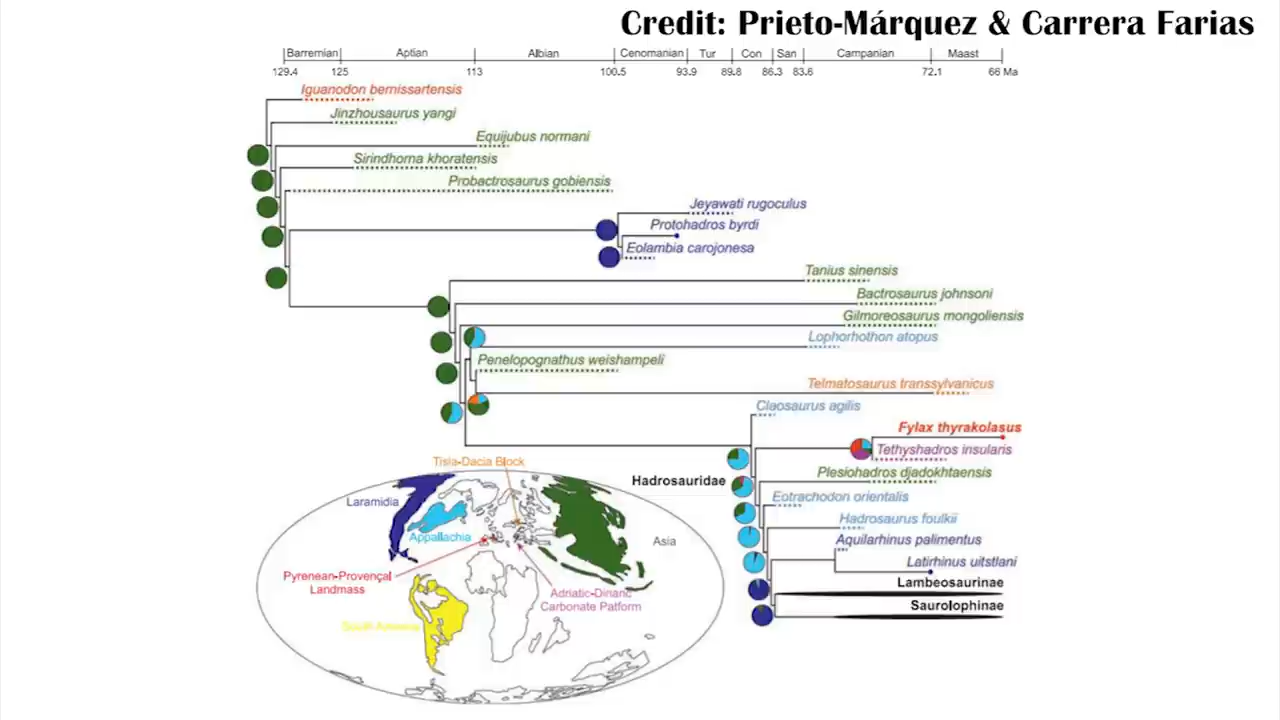 Credit: Prieto-Márquez & Carrera Farias
Barremian Aptian Albian Cenomanian Tur Con San Campanian Maast
129.4 125 113 100.5 93.9 89.8 86.3 83.6 72.1 66 Ma
Iguanodon bernissartensis
Jinzhousaurus yangi
Equijubus normani
Sirindhorna khoratensis
Probactrosaurus gobiensis
Jeyawati rugoculus
Protohadros byrdi
Eolambia carojonesa
Tanius sinensis
Bactrosaurus johnsoni
Gilmoreosaurus mongoliensis
Lophorhothon atopus
Penelopognathus weishampeli
Telmatosaurus transsylvanicus
Claosaurus agilis
Fylax thyrakolasus
Tethyshadros insularis
Tisia-Dacia Block
Plesiohadros djadokhtaensis
Hadrosauridae
Eotrachodon orientalis
Laramidia
Hadrosaurus foulkii
Appallachia
Asia
Aquilarhinus palimentus
Latirhinus uitstlani
Pyrenean-Provençal
Landmass
Lambeosaurinae
Adriatic-Dinaric
Carbonate Patform
Saurolophinae
South America